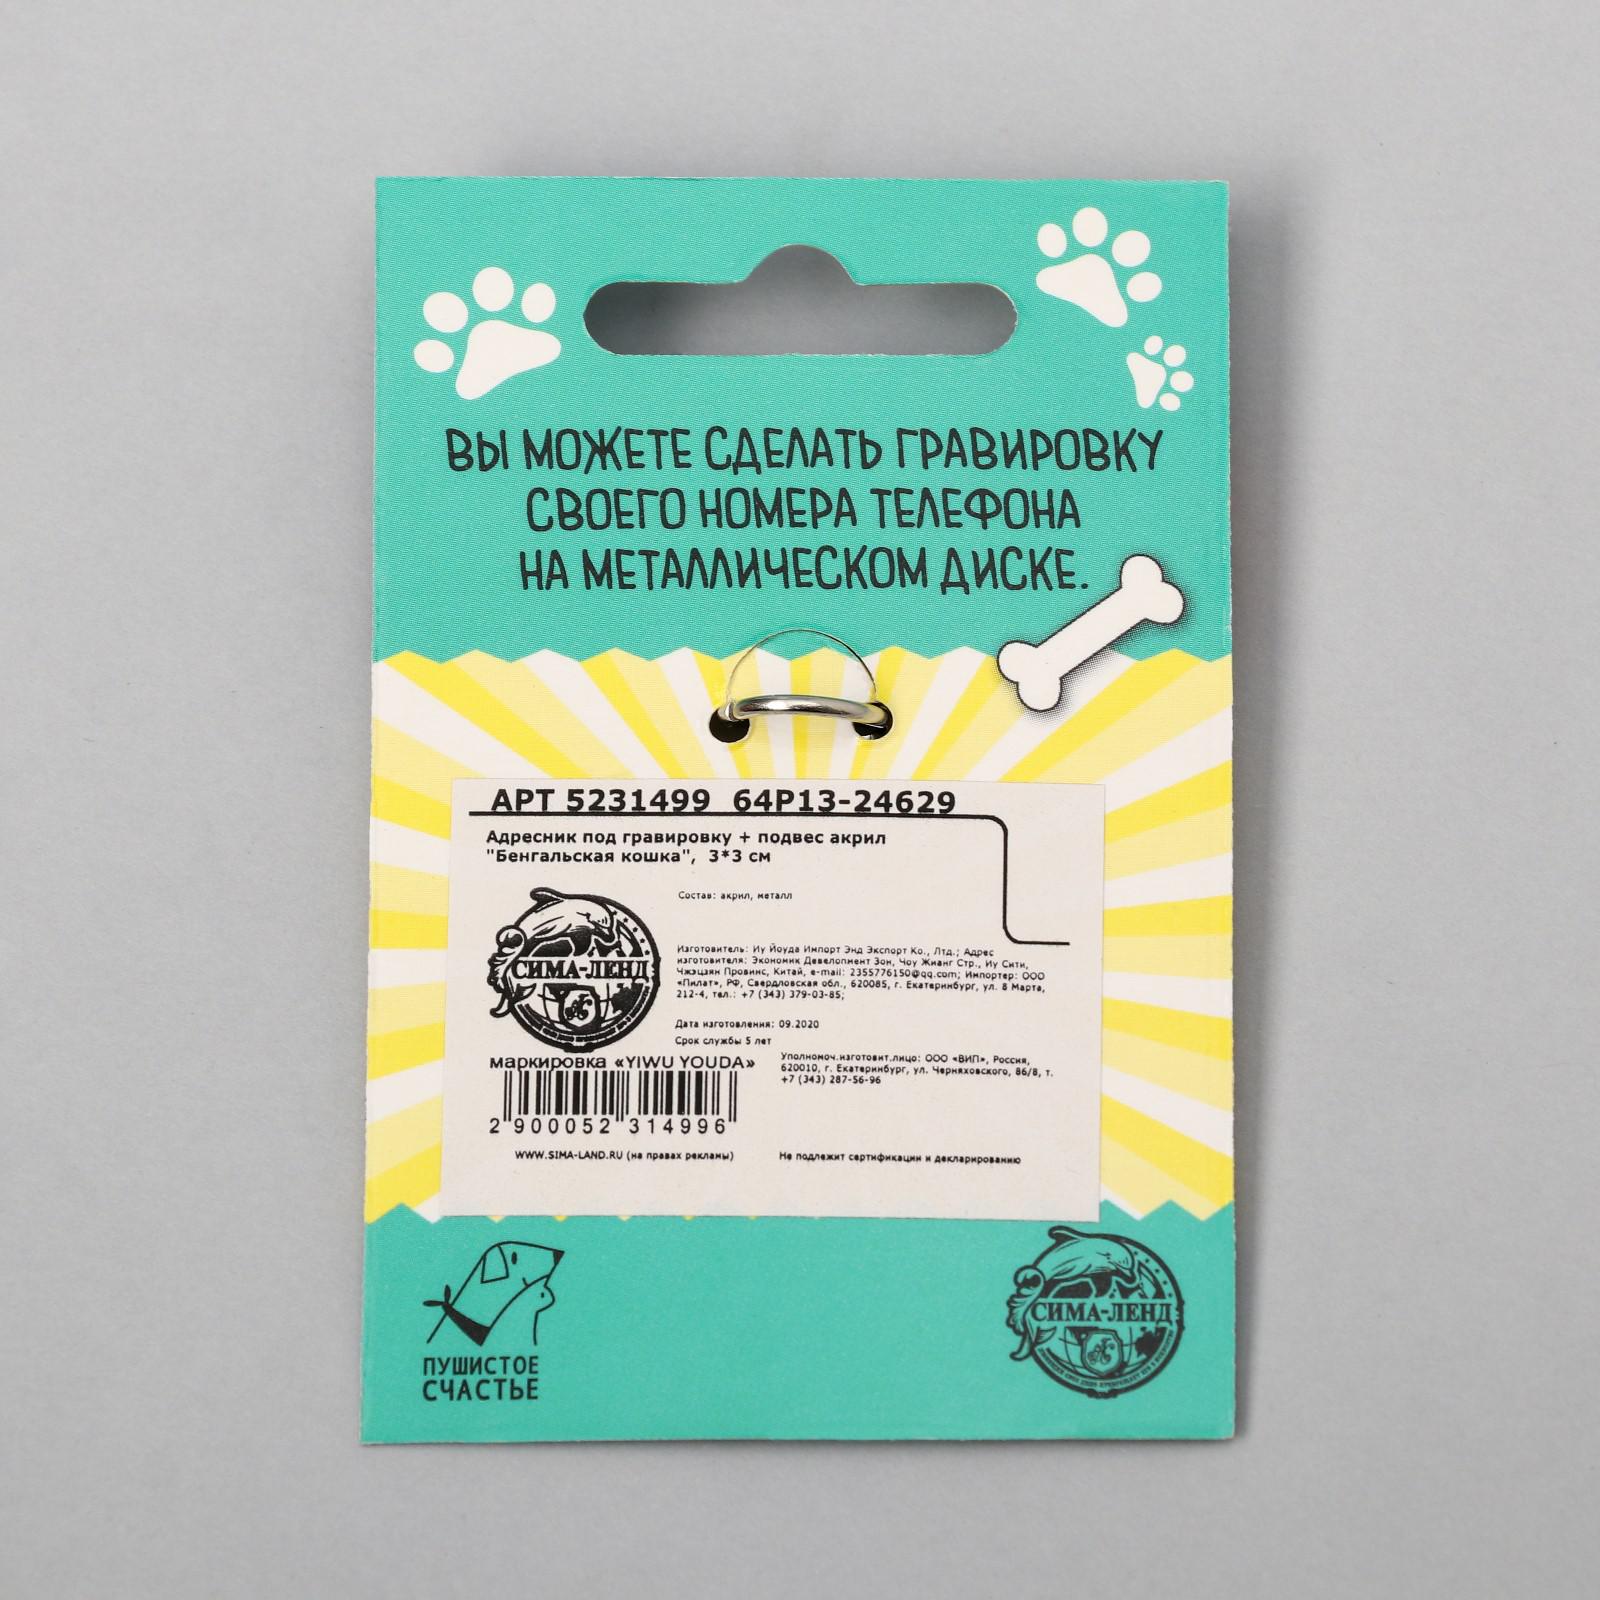 ВЫ МОЖЕТЕ СДЕЛАТЬ ГРАВИРОВКУ
СВОЕГО НОМЕРА ТЕЛЕФОНА
НА МЕТАЛЛИЧЕСКОМ ДИСКЕ.
АРТ 5231499 64P13-24629
Адресник под гравировку + подвес акрил
"Бенгальская кошка", 3*3 см
Состав: акрил, металл
СИМА-ЛЕНД
Изготовитель: Иу Йоуда Импорт Энд Экспорт Ко., Лтд.; Адрес
изготовителя: Экономик Девелопмент Зон, Чоу Жианг Стр., Иу Сити,
Чжэцзян Провинс, Китай, e-mail: 2355776150@qq.com; Импортер: ООО
«Пилат», РФ, Свердловская обл., 620085, г. Екатеринбург, ул. 8 Марта,
212-4, тел.: +7 (343) 379-03-85;
Дата изготовления: 09.2020
Срок службы 5 лет
маркировка «YIWU YOUDA»
Уполномоч.изготовит.лицо: ООО «ВИП», Россия,
620010, г. Екатеринбург, ул. Черняховского, 86/8, т.
+7 (343) 287-56-96
2 900052 314996
WWW.SIMA-LAND.RU (на правах рекламы)
Не подлежит сертификации и декларированию
ПУШИСТОЕ
СЧАСТЬЕ
СИМА-ЛЕНД